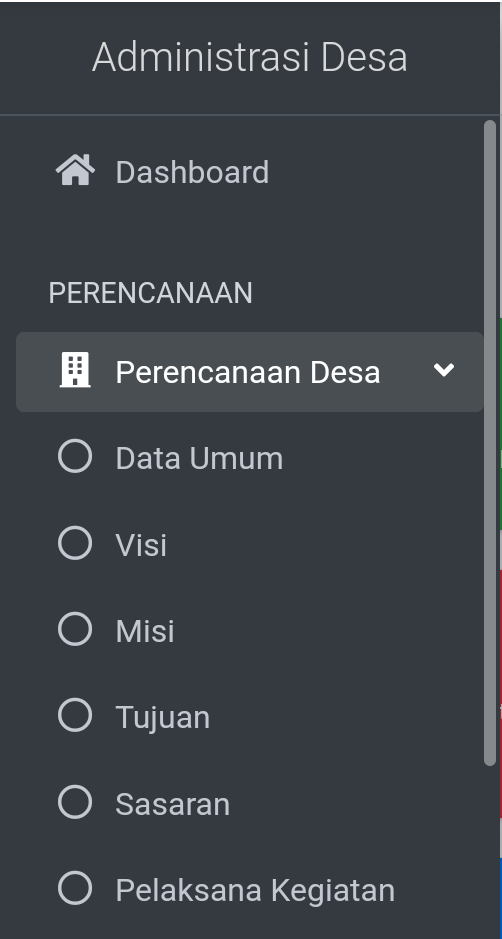 Administrasi Desa
Dashboard
PERENCANAAN
Perencanaan Desa
Data Umum
Visi
Misi
Tujuan
Sasaran
Pelaksana Kegiatan